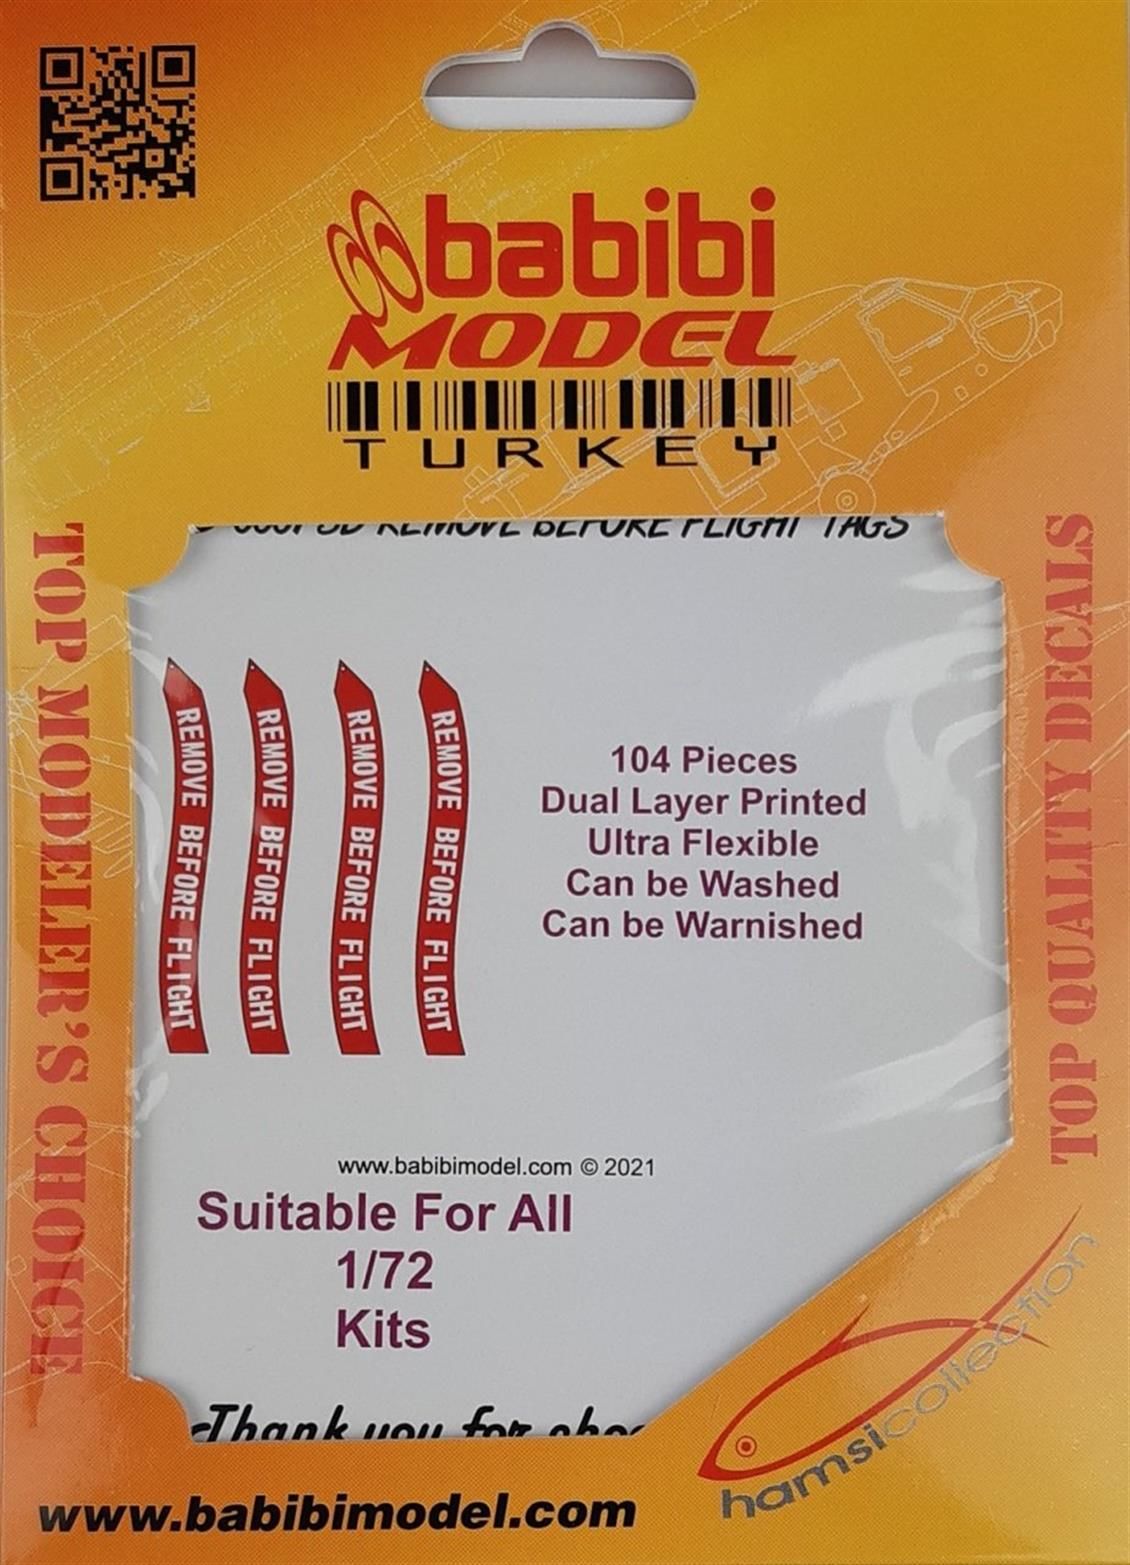 babibi
MODEL
TURKEY
REMOVE BEFORE FLIGHT TAGS
TOP MODELER'S CHOICE
REMOVE BEFORE FLIGHT
REMOVE BEFORE FLIGHT
REMOVE BEFORE FLIGHT
REMOVE BEFORE FLIGHT
104 Pieces
Dual Layer Printed
Ultra Flexible
Can be Washed
Can be Warnished
TOP QUALITY DECALS
www.babibimodel.com © 2021
Suitable For All
1/72
Kits
Thank you for
hamsicollection
www.babibimodel.com